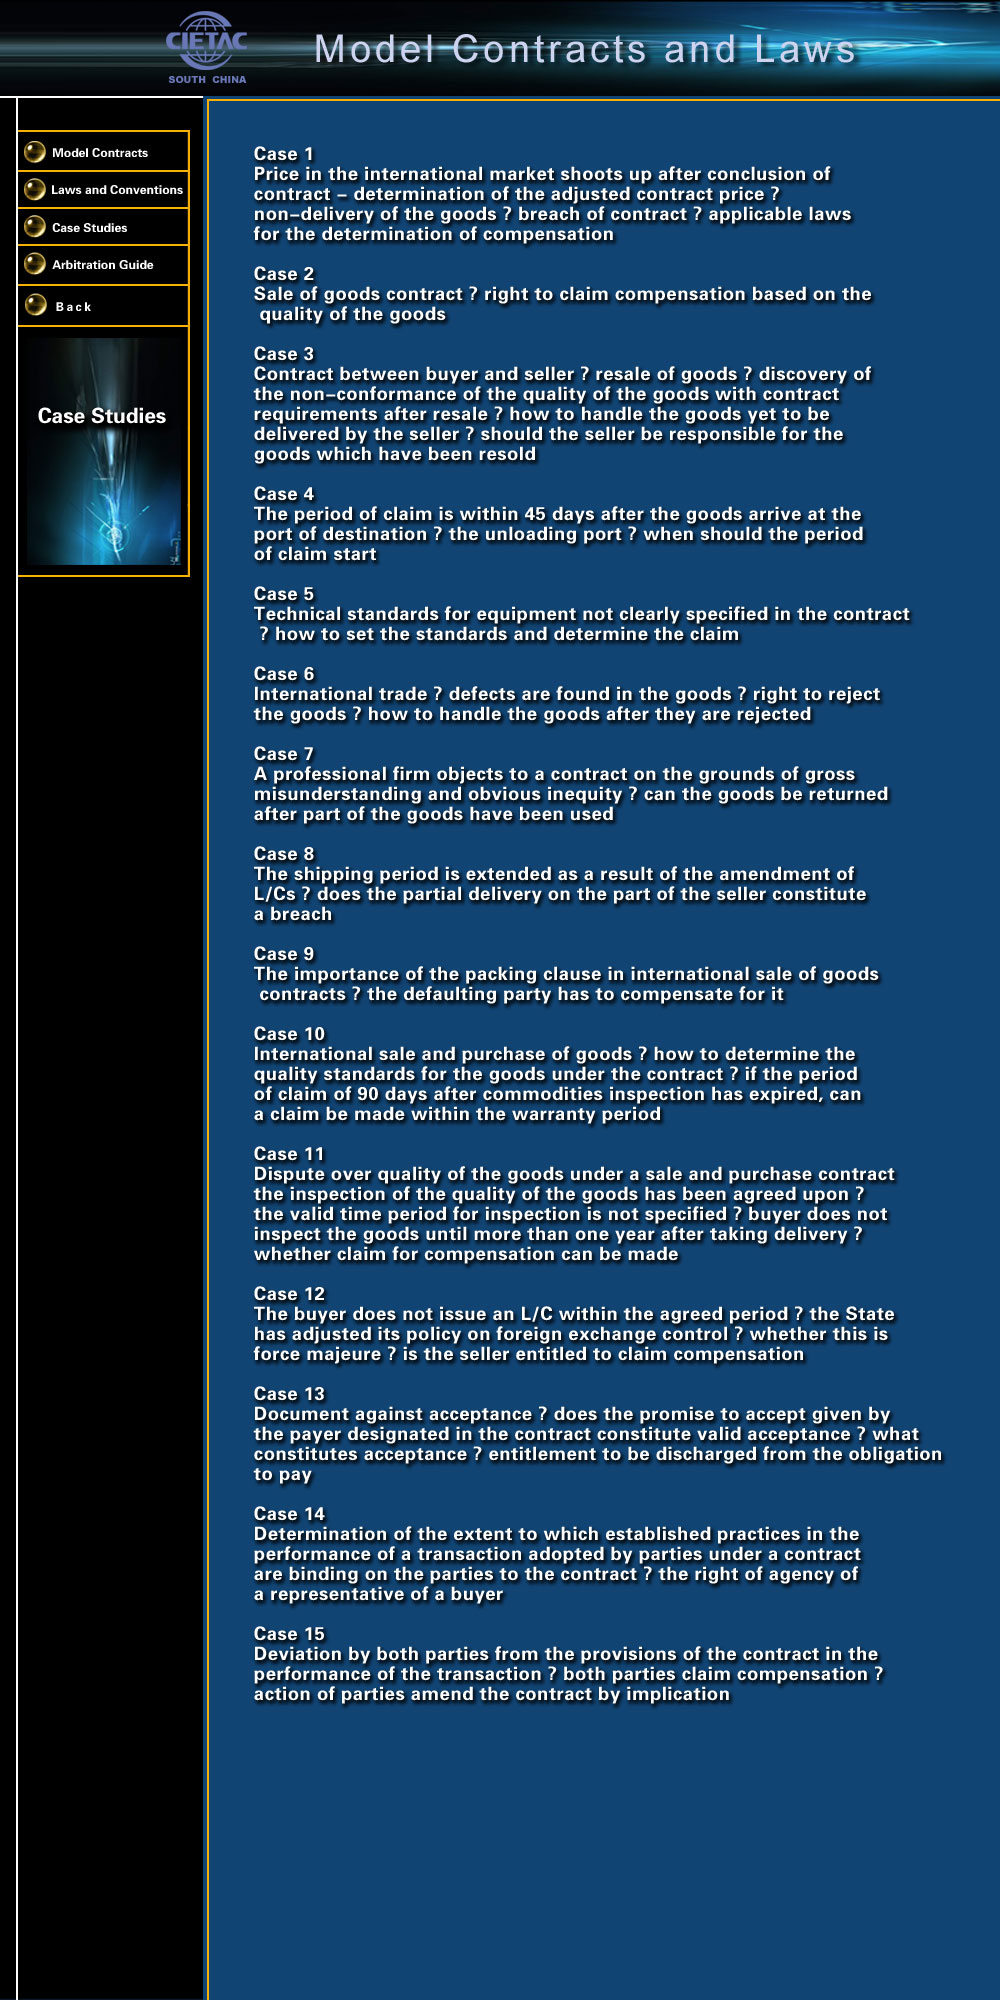 CIETAC
SOUTH CHINA
Model Contracts and Laws
Model Contracts
Laws and Conventions
Case Studies
Arbitration Guide
Back
Case Studies
Case 1
Price in the international market shoots up after conclusion of
contract – determination of the adjusted contract price ?
non–delivery of the goods ? breach of contract ? applicable laws
for the determination of compensation
Case 2
Sale of goods contract ? right to claim compensation based on the
quality of the goods
Case 3
Contract between buyer and seller ? resale of goods ? discovery of
the non–conformance of the quality of the goods with contract
requirements after resale ? how to handle the goods yet to be
delivered by the seller ? should the seller be responsible for the
goods which have been resold
Case 4
The period of claim is within 45 days after the goods arrive at the
port of destination ? the unloading port ? when should the period
of claim start
Case 5
Technical standards for equipment not clearly specified in the contract
? how to set the standards and determine the claim
Case 6
International trade ? defects are found in the goods ? right to reject
the goods ? how to handle the goods after they are rejected
Case 7
A professional firm objects to a contract on the grounds of gross
misunderstanding and obvious inequity ? can the goods be returned
after part of the goods have been used
Case 8
The shipping period is extended as a result of the amendment of
L/Cs ? does the partial delivery on the part of the seller constitute
a breach
Case 9
The importance of the packing clause in international sale of goods
contracts ? the defaulting party has to compensate for it
Case 10
International sale and purchase of goods ? how to determine the
quality standards for the goods under the contract ? if the period
of claim of 90 days after commodities inspection has expired, can
a claim be made within the warranty period
Case 11
Dispute over quality of the goods under a sale and purchase contract
the inspection of the quality of the goods has been agreed upon ?
the valid time period for inspection is not specified ? buyer does not
inspect the goods until more than one year after taking delivery ?
whether claim for compensation can be made
Case 12
The buyer does not issue an L/C within the agreed period ? the State
has adjusted its policy on foreign exchange control ? whether this is
force majeure ? is the seller entitled to claim compensation
Case 13
Document against acceptance ? does the promise to accept given by
the payer designated in the contract constitute valid acceptance ? what
constitutes acceptance ? entitlement to be discharged from the obligation
to pay
Case 14
Determination of the extent to which established practices in the
performance of a transaction adopted by parties under a contract
are binding on the parties to the contract ? the right of agency of
a representative of a buyer
Case 15
Deviation by both parties from the provisions of the contract in the
performance of the transaction ? both parties claim compensation ?
action of parties amend the contract by implication